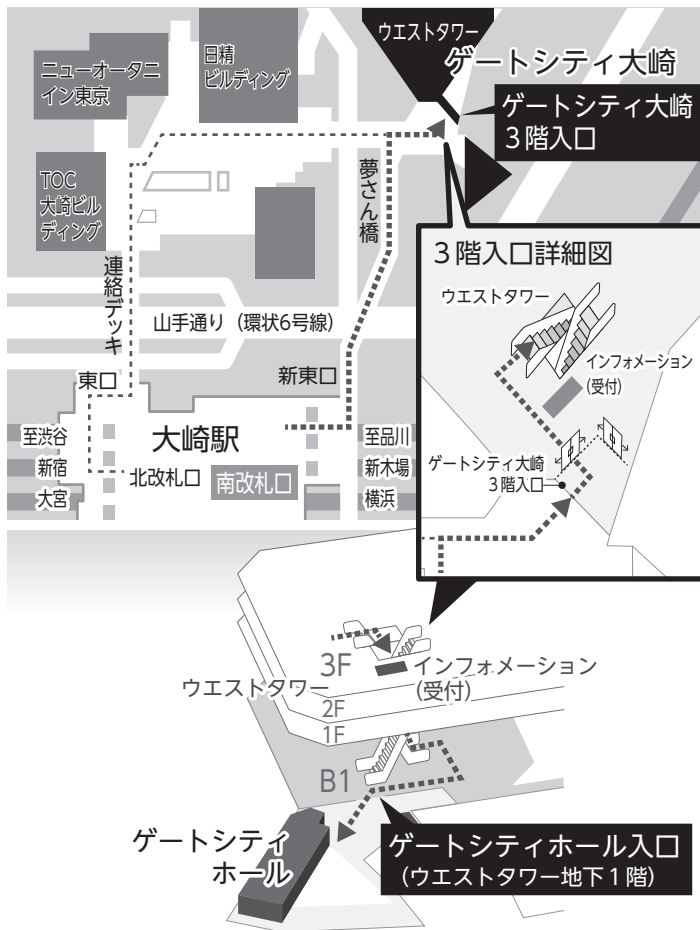 ウエストタワー
ゲートシティ大崎
ゲートシティ大崎
3階入口
日精
ビルディング
ニューオータニ
イン東京
TOC
大崎ビル
ディング
夢さん橋
連絡デッキ
山手通り（環状6号線）
東口
新東口
大崎駅
北改札口
南改札口
至渋谷
新宿
大宮
至品川
新木場
横浜
3階入口詳細図
ウエストタワー
インフォメーション
(受付)
ゲートシティ大崎
3階入口
3F
インフォメーション
(受付)
ウエストタワー
2F
1F
B1
ゲートシティ
ホール
ゲートシティホール入口
（ウエストタワー地下1階）